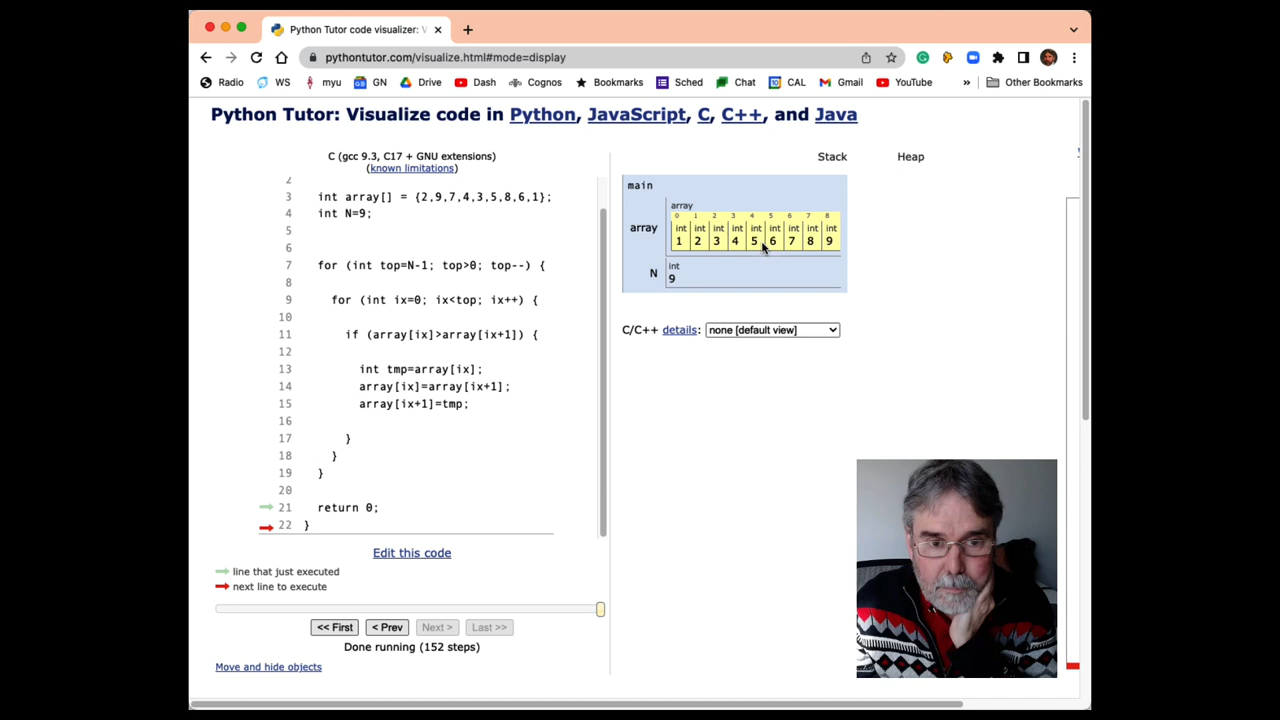 Python Tutor code visualizer: V
pythontutor.com/visualize.html#mode=display
Radio WS myu GN Drive Dash Cognos Bookmarks Sched Chat CAL Gmail YouTube » Other Bookmarks
Python Tutor: Visualize code in Python, JavaScript, C, C++, and Java
C (gcc 9.3, C17 + GNU extensions)
(known limitations)
2
3 int array[] = {2,9,7,4,3,5,8,6,1};
4 int N=9;
5
6
7 for (int top=N-1; top>0; top--) {
8
9 for (int ix=0; ix<top; ix++) {
10
11 if (array[ix]>array[ix+1]) {
12
13 int tmp=array[ix];
14 array[ix]=array[ix+1];
15 array[ix+1]=tmp;
16
17 }
18 }
19 }
20
21 return 0;
22 }
Edit this code
line that just executed
next line to execute
<< First < Prev Next > Last >>
Done running (152 steps)
Move and hide objects
Stack Heap
main
array
array
0 1 2 3 4 5 6 7 8
int int int int int int int int int
1 2 3 4 5 6 7 8 9
N
int
9
C/C++ details: none [default view]